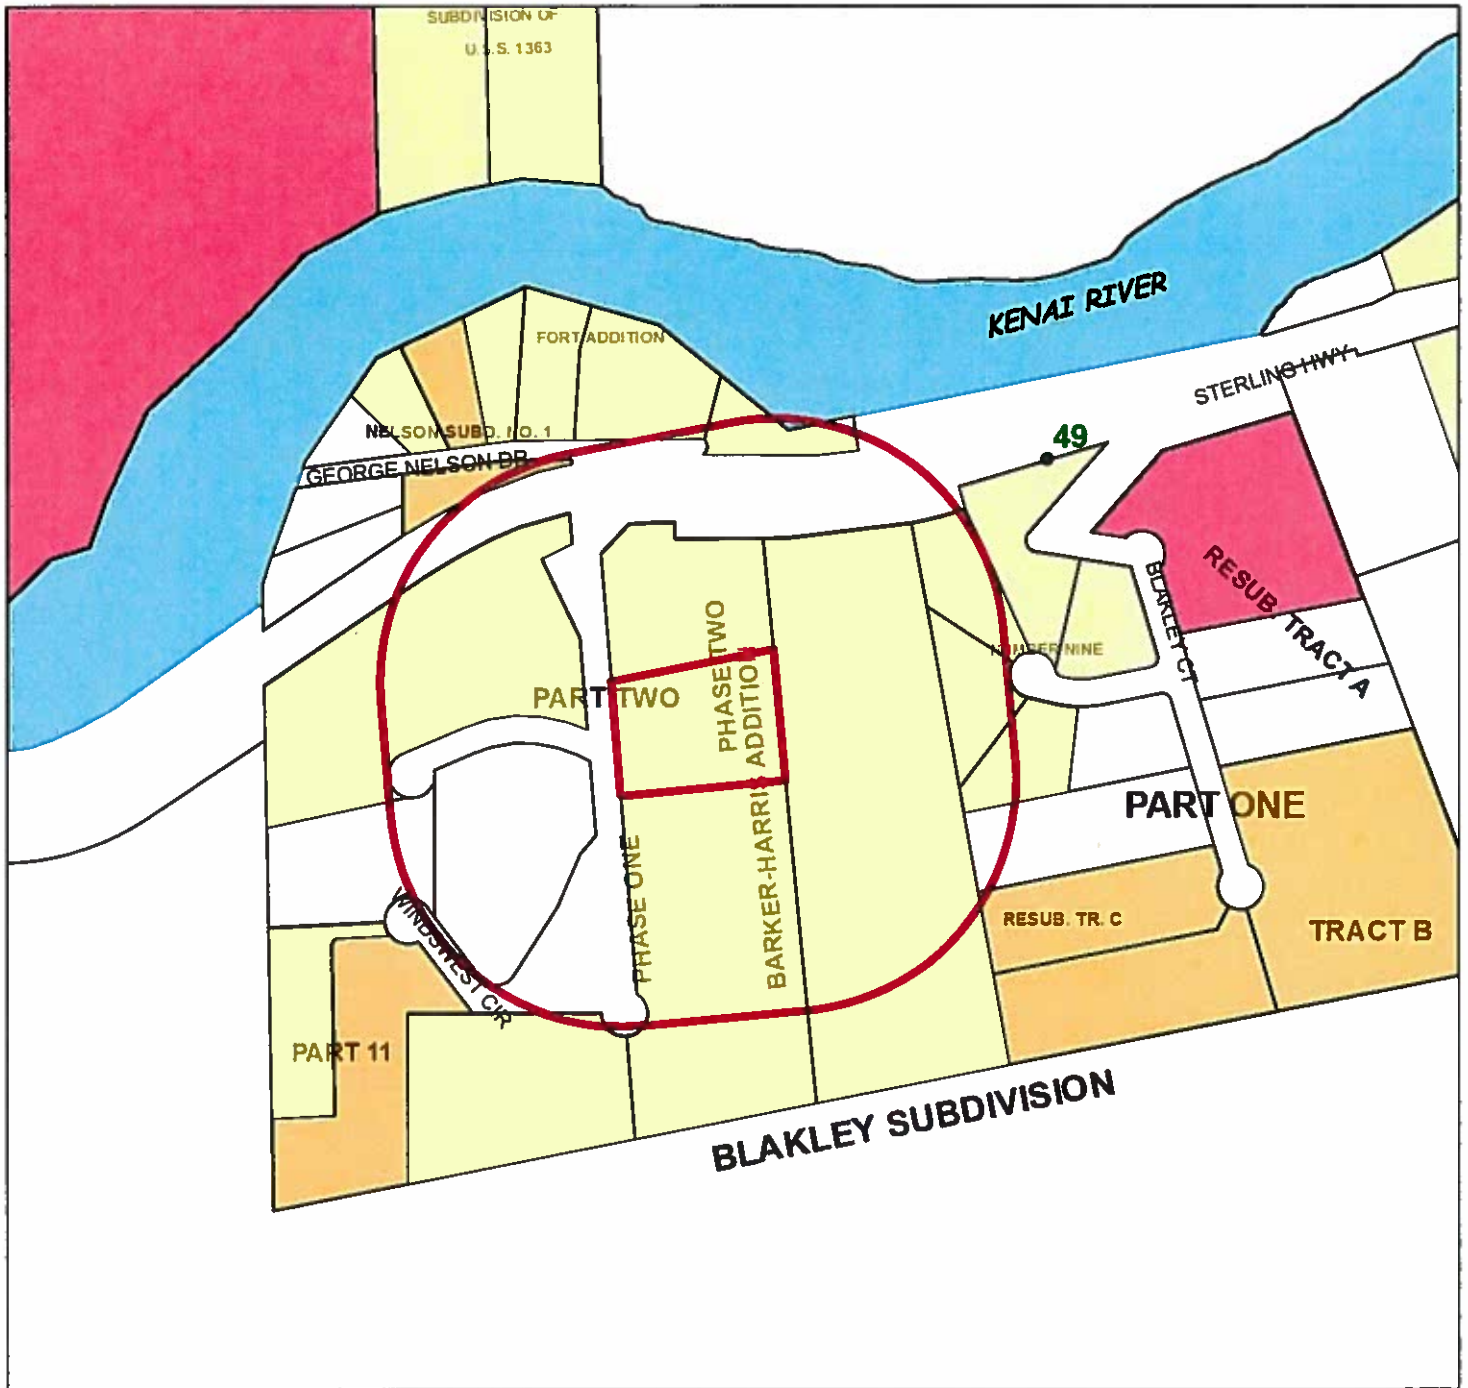 SUBDIVISION OF
U.S.S. 1363
KENAI RIVER
FORT ADDITION
STERLING HWY
NELSON SUBD. NO. 1
49
GEORGE NELSON DR
RESUB. TRACT A
BLAKLEY CT
NUMBER NINE
PART TWO
PHASE TWO
BARKER-HARRIS ADDITION
PART ONE
PHASE ONE
WINDSWEST CIR
RESUB. TR. C
TRACT B
PART 11
BLAKLEY SUBDIVISION